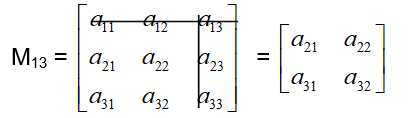 a₁₁ a₁₂ a₁₃
M₁₃ = a₂₁ a₂₂ a₂₃ = a₂₁ a₂₂
a₃₁ a₃₂ a₃₃ a₃₁ a₃₂